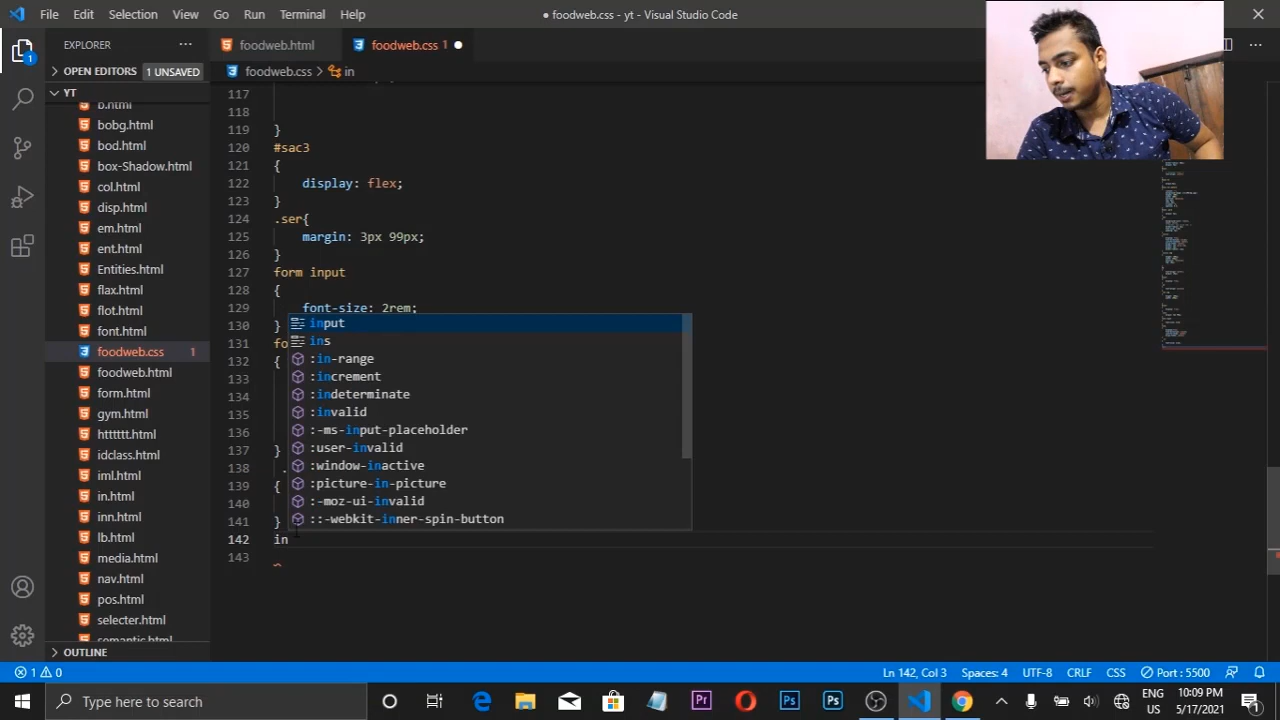 File Edit Selection View Go Run Terminal Help
● foodweb.css - yt - Visual Studio Code
EXPLORER
foodweb.html
foodweb.css 1
OPEN EDITORS 1 UNSAVED
foodweb.css > in
YT
b.html
bobg.html
bod.html
box-Shadow.html
col.html
disp.html
em.html
ent.html
Entities.html
flax.html
flot.html
font.html
foodweb.css 1
foodweb.html
form.html
gym.html
htttttt.html
idclass.html
iml.html
in.html
inn.html
lb.html
media.html
nav.html
pos.html
selecter.html
semantic.html
OUTLINE
117
118
119 }
120 #sac3
121 {
122 display: flex;
123 }
124 .ser{
125 margin: 3px 99px;
126 }
127 form input
128 {
129 font-size: 2rem;
130 }
131 fo
132 {
133
134
135
136
137 }
138 .
139 {
140
141 }
142 in
143
input
ins
:in-range
:increment
:indeterminate
:invalid
:-ms-input-placeholder
:user-invalid
:window-inactive
:picture-in-picture
:-moz-ui-invalid
::-webkit-inner-spin-button
1 0
Ln 142, Col 3 Spaces: 4 UTF-8 CRLF CSS Port : 5500
Type here to search
ENG
US
10:09 PM
5/17/2021